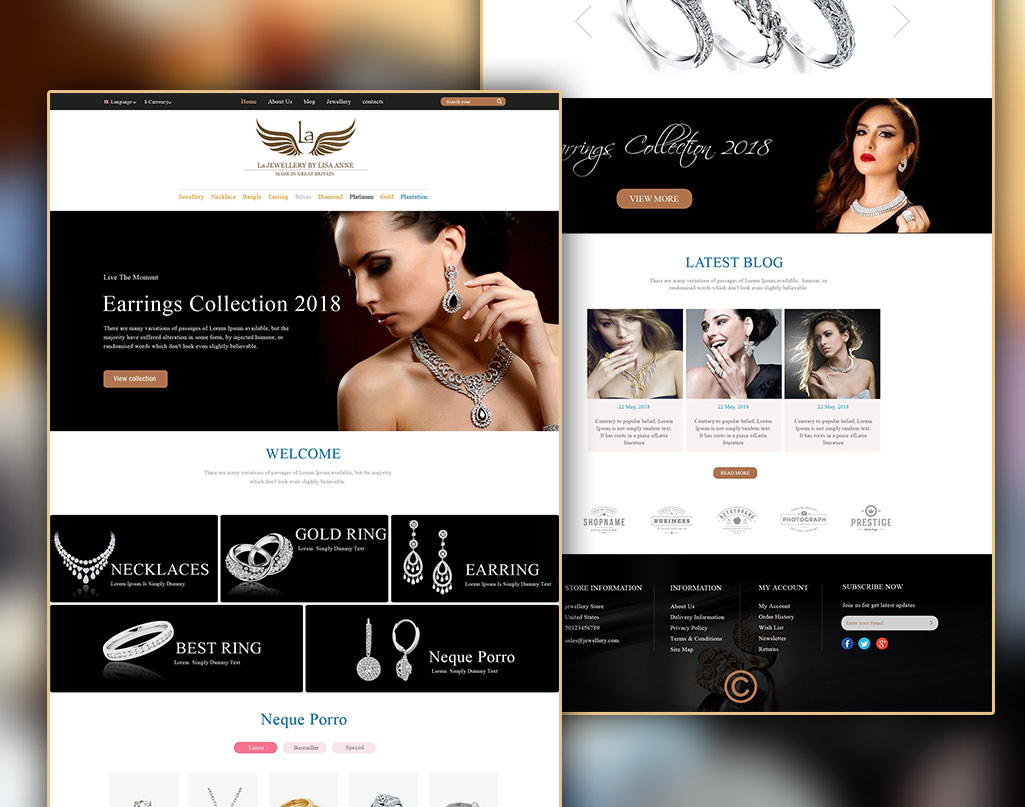 Language
$ Currency
Home About Us blog Jewellery contacts
Search your
La
La JEWELLERY BY LISA ANNE
MADE IN GREAT BRITAIN
Jewellery Necklace Bangle Earring Silver Diamond Platinum Gold Plantation
Live The Moment
Earrings Collection 2018
There are many variations of passages of Lorem Ipsum available, but the
majority have suffered alteration in some form, by injected humour, or
randomised words which don't look even slightly believable.
View collection
WELCOME
There are many variations of passages of Lorem Ipsum available, but the majority
which don't look even slightly believable.
NECKLACES
Lorem Ipsum is Simply Dummy.
GOLD RING
Lorem Simply Dummy Text
EARRING
Lorem Ipsum Is Simply Dummy Text
BEST RING
Lorem Simply Dummy Text
Neque Porro
Lorem Simply Dummy Text
Neque Porro
Latest Bestseller Special
arrings Collection 2018
VIEW MORE
LATEST BLOG
There are many variations of passages of Lorem Ipsum available, humour, or
randomised words which don't look even slightly believable.
22 May, 2018
Contrary to popular belief, Lorem
Ipsum is not simply random text.
It has roots in a piece ofLatin
literature
22 May, 2018
Contrary to popular belief, Lorem
Ipsum is not simply random text.
It has roots in a piece ofLatin
literature
22 May, 2018
Contrary to popular belief, Lorem
Ipsum is not simply random text.
It has roots in a piece ofLatin
literature
READ MORE
SHOPNAME
BUSINESS
RETROBRAND
PHOTOGRAPH
PRESTIGE
STORE INFORMATION
jewellery Store
United States
50123456789
sales@jewellery.com
INFORMATION
About Us
Delivery Information
Privacy Policy
Terms & Conditions
Site Map
MY ACCOUNT
My Account
Order History
Wish List
Newsletter
Returns
SUBSCRIBE NOW
Join us for get latest updates
Enter your Email
©